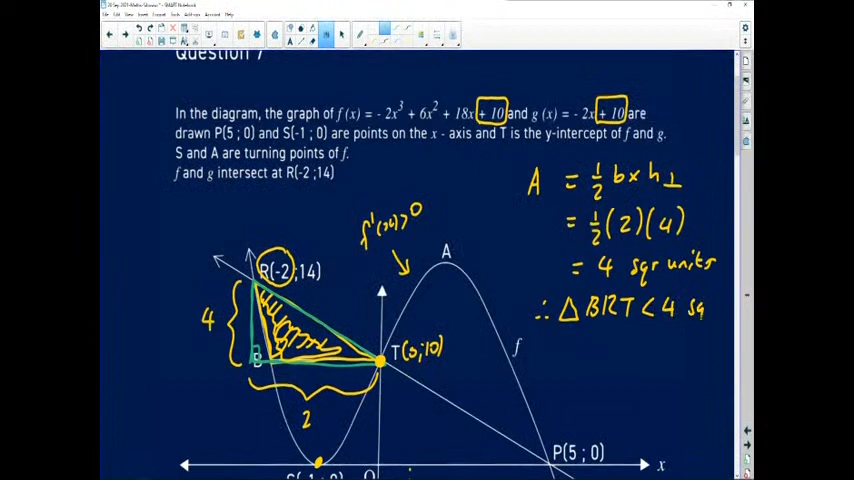 Question 7
In the diagram, the graph of f (x) = - 2x³ + 6x² + 18x + 10 and g (x) = - 2x + 10 are
drawn P(5 ; 0) and S(-1 ; 0) are points on the x - axis and T is the y-intercept of f and g.
S and A are turning points of f.
f and g intersect at R(-2 ;14)
A = 1/2 b x h ⊥
= 1/2 (2)(4)
= 4 sqr units
∴ △ BRT < 4 sq
f'(x) > 0
A
R(-2 ;14)
4
B
T(0;10)
f
2
P(5 ; 0)
x
S(-1 ; 0)
O